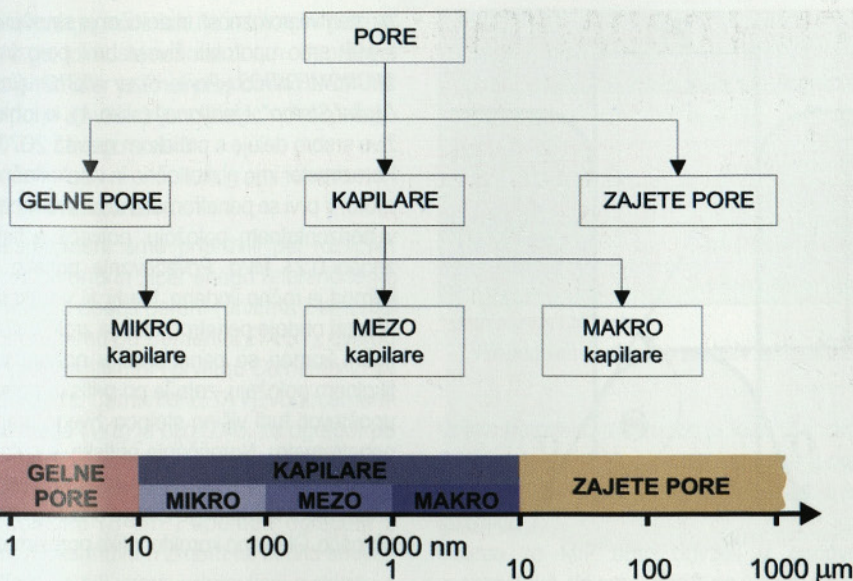 PORE
GELNE PORE
KAPILARE
ZAJETE PORE
MIKRO
kapilare
MEZO
kapilare
MAKRO
kapilare
GELNE
PORE
KAPILARE
MIKRO MEZO MAKRO
ZAJETE PORE
1 10 100 1000 nm
1 10 100 1000 µm